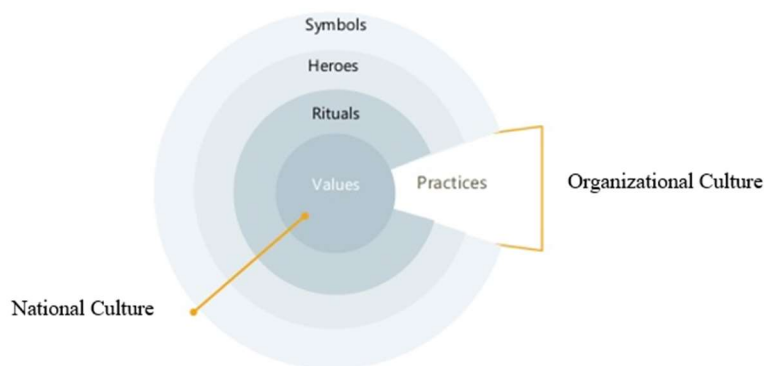 Symbols
Heroes
Rituals
Values
Practices
Organizational Culture
National Culture